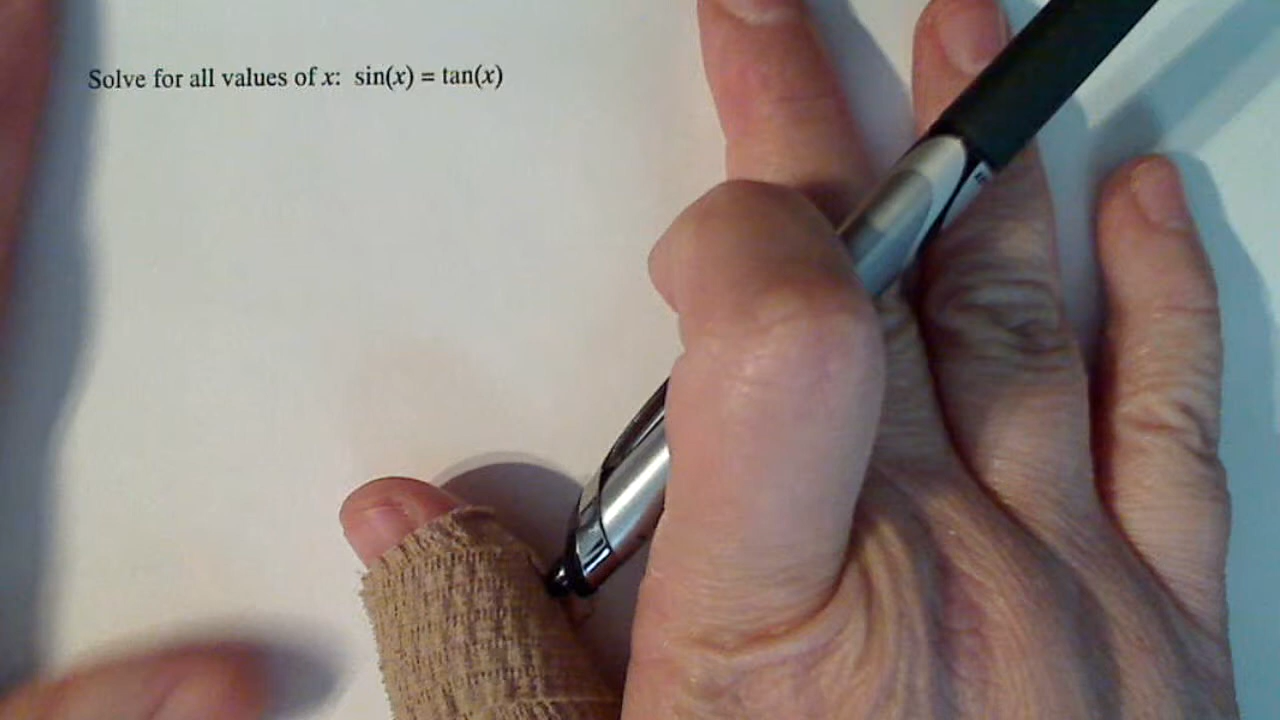 Solve for all values of x: sin(x) = tan(x)